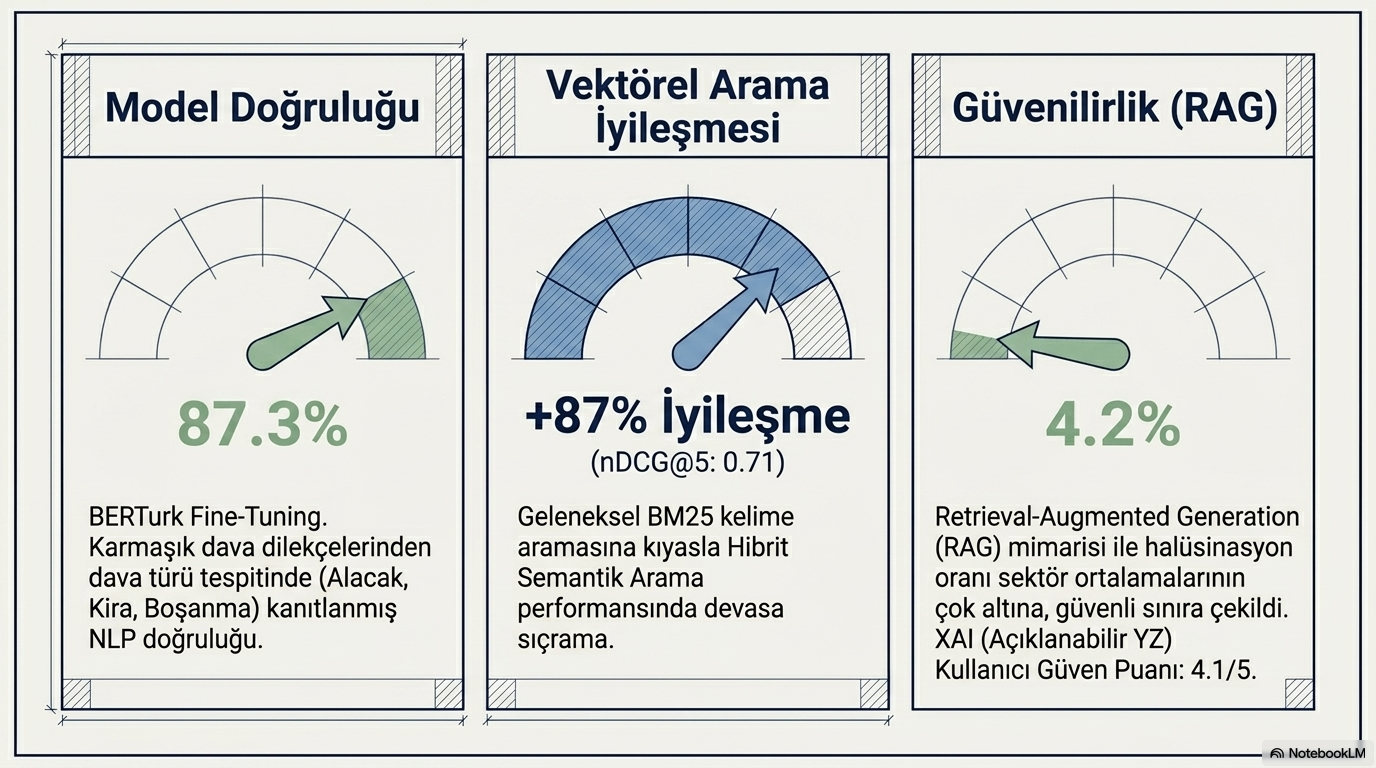 Model Doğruluğu
87.3%
BERTurk Fine-Tuning.
Karmaşık dava dilekçelerinden
dava türü tespitinde (Alacak,
Kira, Boşanma) kanıtlanmış
NLP doğruluğu.
Vektörel Arama
İyileşmesi
+87% İyileşme
(nDCG@5: 0.71)
Geleneksel BM25 kelime
aramasına kıyasla Hibrit
Semantik Arama
performansında devasa
sıçrama.
Güvenilirlik (RAG)
4.2%
Retrieval-Augmented Generation
(RAG) mimarisi ile halüsinasyon
oranı sektör ortalamalarının
çok altına, güvenli sınıra çekildi.
XAI (Açıklanabilir YZ)
Kullanıcı Güven Puanı: 4.1/5.
NotebookLM